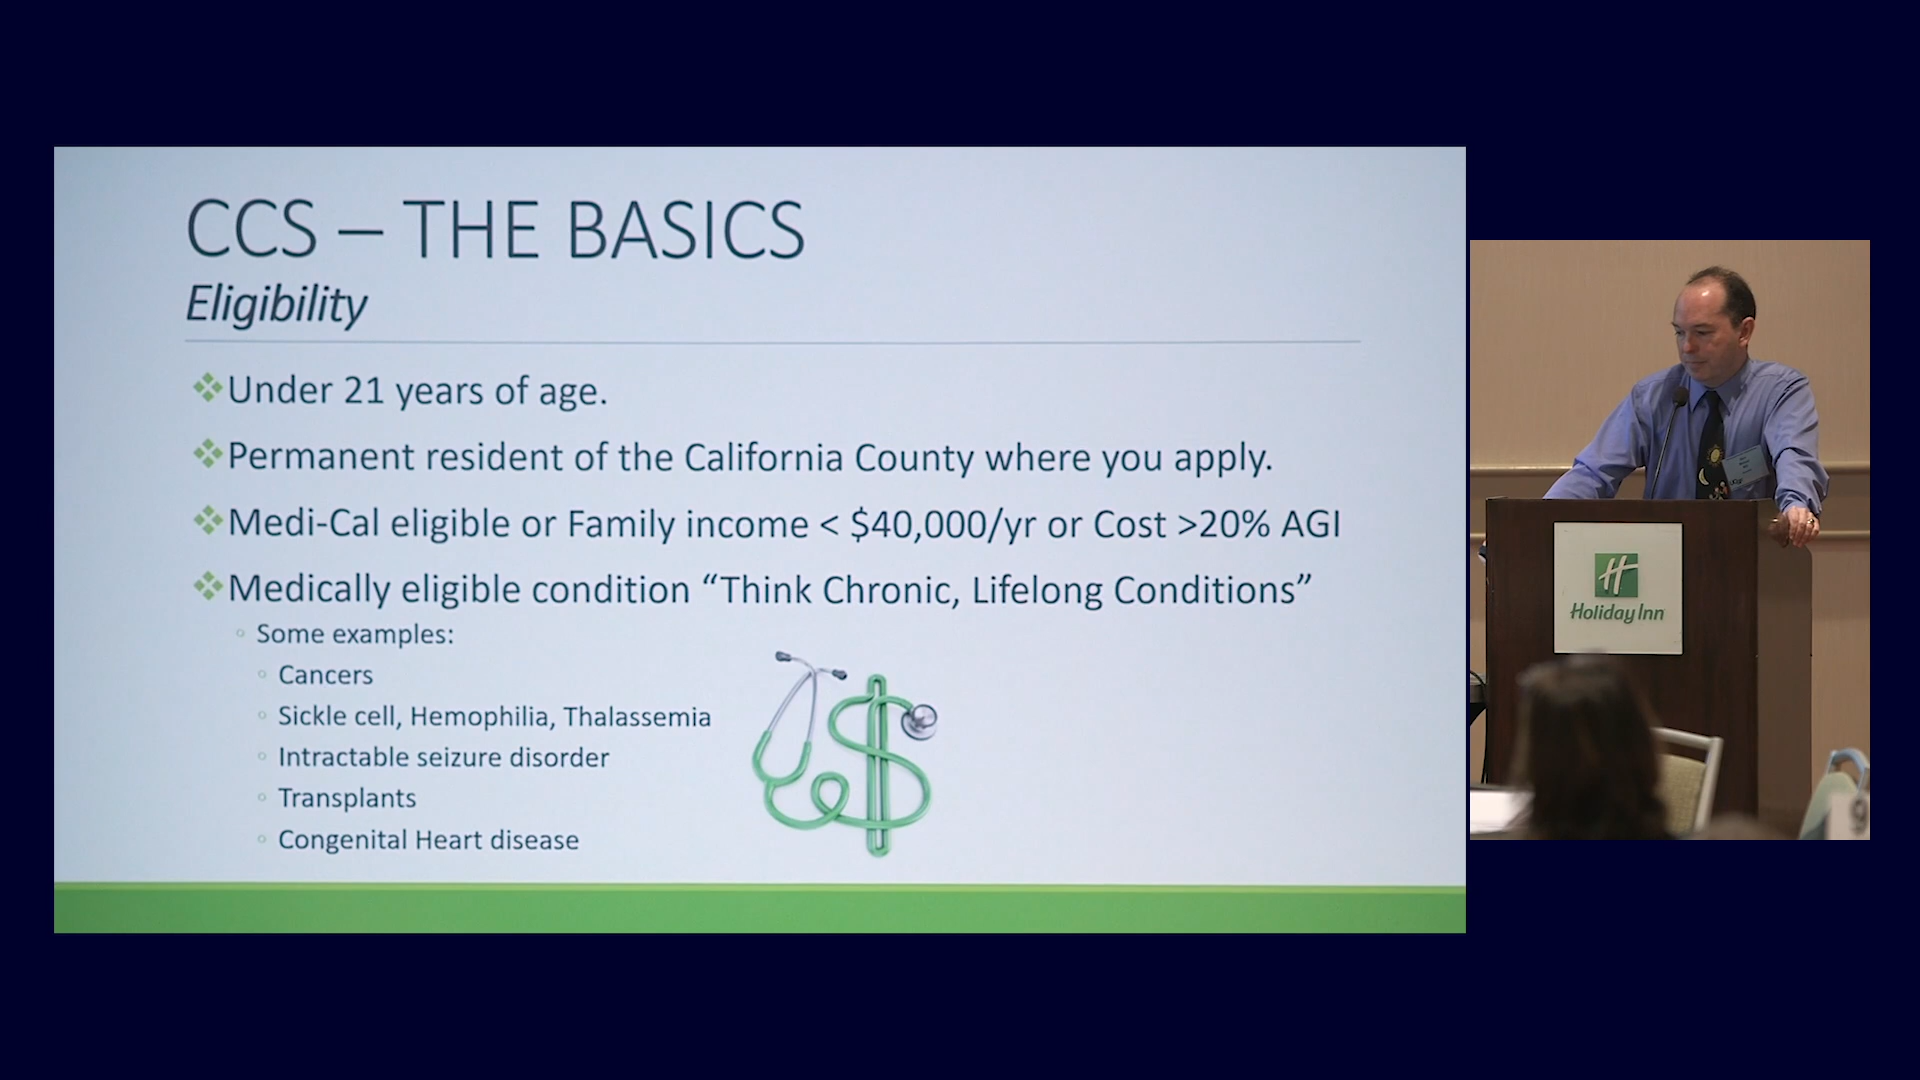 CCS – THE BASICS
Eligibility
Under 21 years of age.
Permanent resident of the California County where you apply.
Medi-Cal eligible or Family income < $40,000/yr or Cost >20% AGI
Medically eligible condition “Think Chronic, Lifelong Conditions”
Some examples:
Cancers
Sickle cell, Hemophilia, Thalassemia
Intractable seizure disorder
Transplants
Congenital Heart disease
H
Holiday Inn